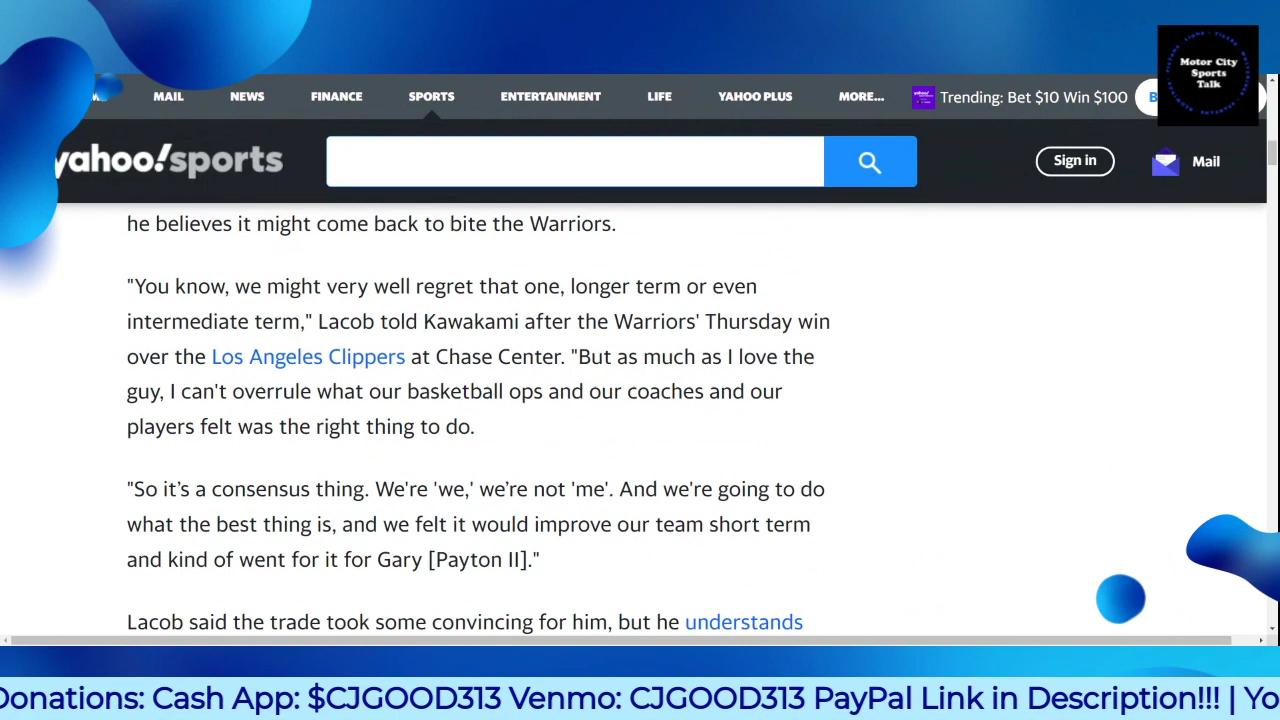 Motor City
Sports
Talk
MAIL NEWS FINANCE SPORTS ENTERTAINMENT LIFE YAHOO PLUS MORE... Trending: Bet $10 Win $100
yahoo!sports
Sign in
Mail
he believes it might come back to bite the Warriors.
"You know, we might very well regret that one, longer term or even
intermediate term," Lacob told Kawakami after the Warriors' Thursday win
over the Los Angeles Clippers at Chase Center. "But as much as I love the
guy, I can't overrule what our basketball ops and our coaches and our
players felt was the right thing to do.
"So it’s a consensus thing. We're 'we,' we’re not 'me'. And we're going to do
what the best thing is, and we felt it would improve our team short term
and kind of went for it for Gary [Payton II]."
Lacob said the trade took some convincing for him, but he understands
Donations: Cash App: $CJGOOD313 Venmo: CJGOOD313 PayPal Link in Description!!! | Yo